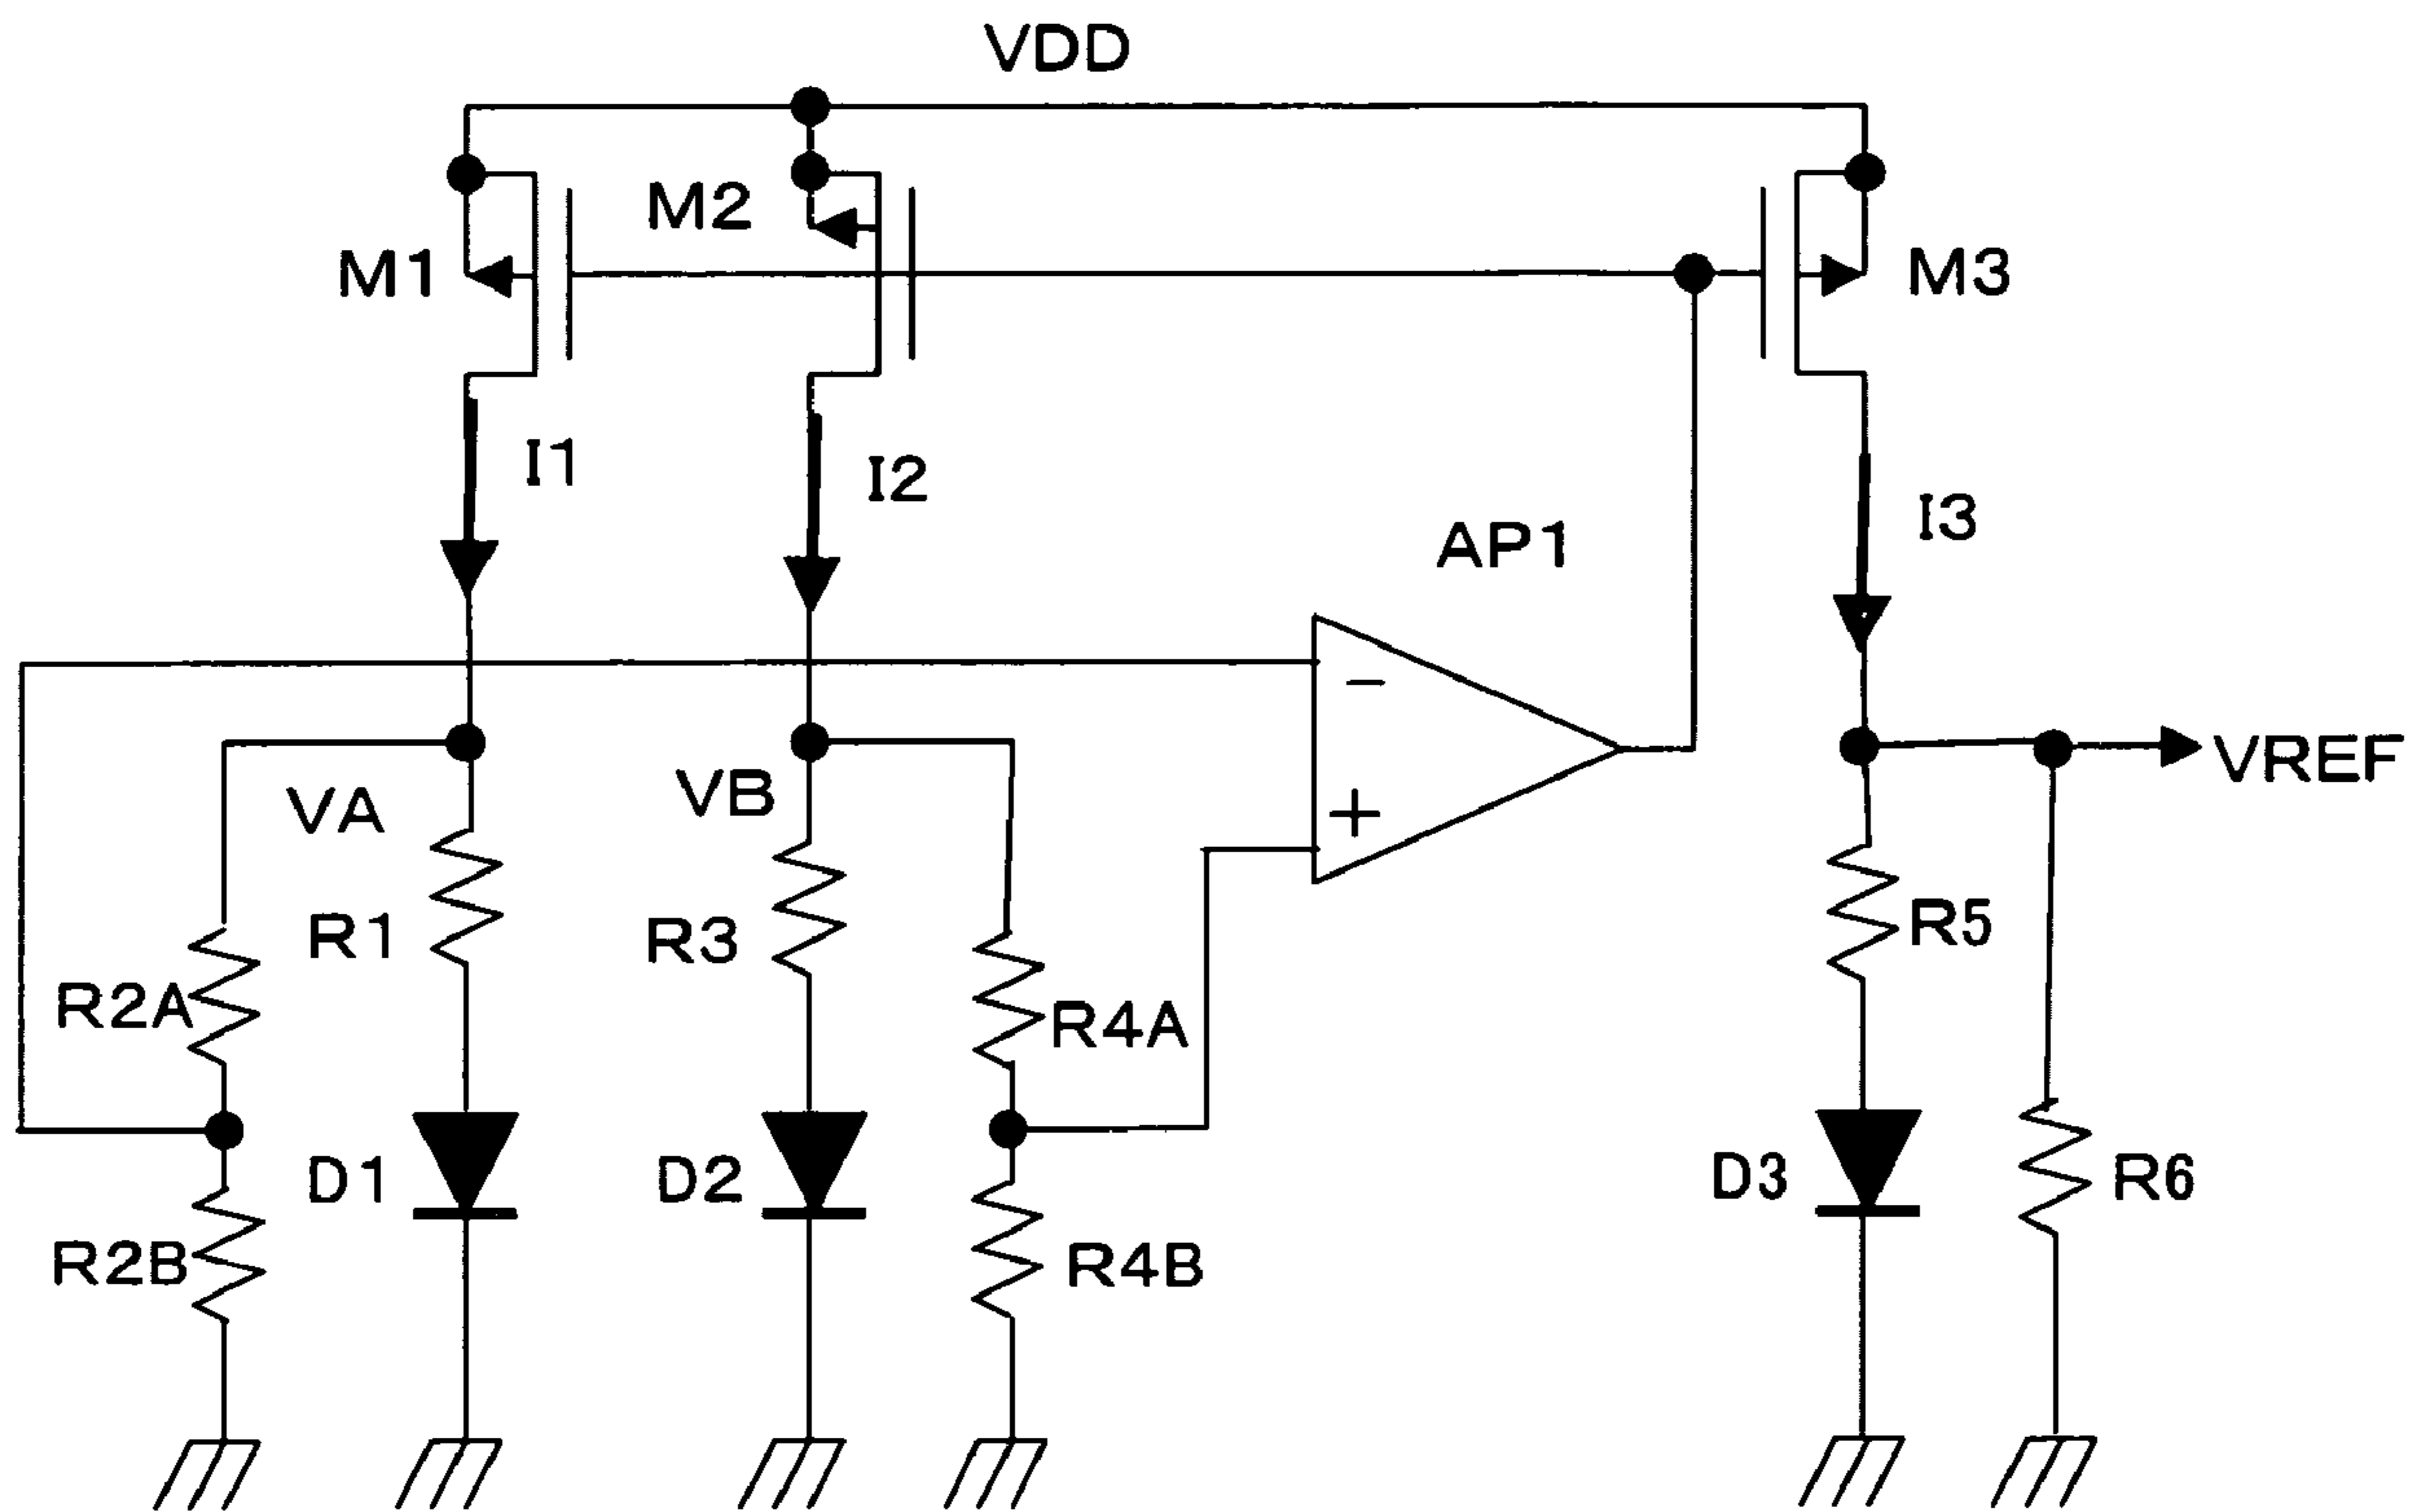 VDD
M2
M1
M3
I1
I2
I3
AP1
−
VREF
VB
VA
+
R1
R3
R5
R2A
R4A
D1
D2
D3
R6
R2B
R4B